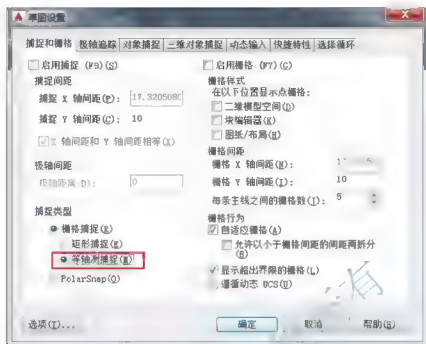 草图设置
捕捉和栅格 极轴追踪 对象捕捉 三维对象捕捉 动态输入 快捷特性 选择循环
启用捕捉 (F9)(S)
启用栅格 (F7)(G)
捕捉间距
捕捉 X 轴间距(P): 17.3205080
捕捉 Y 轴间距(C): 10
X 轴间距和 Y 轴间距相等(X)
极轴间距
极轴距离(D): 0
捕捉类型
栅格捕捉(R)
矩形捕捉(E)
等轴测捕捉(M)
PolarSnap(O)
栅格样式
在以下位置显示点栅格:
二维模型空间(D)
块编辑器(K)
图纸/布局(H)
栅格间距
栅格 X 轴间距(N):
栅格 Y 轴间距(I): 10
每条主线之间的栅格数(J): 5
栅格行为
自适应栅格(A)
允许以小于栅格间距的间距再拆分
(B)
显示超出界限的栅格(L)
遵循动态 UCS(U)
选项(T)... 确定 取消 帮助(H)